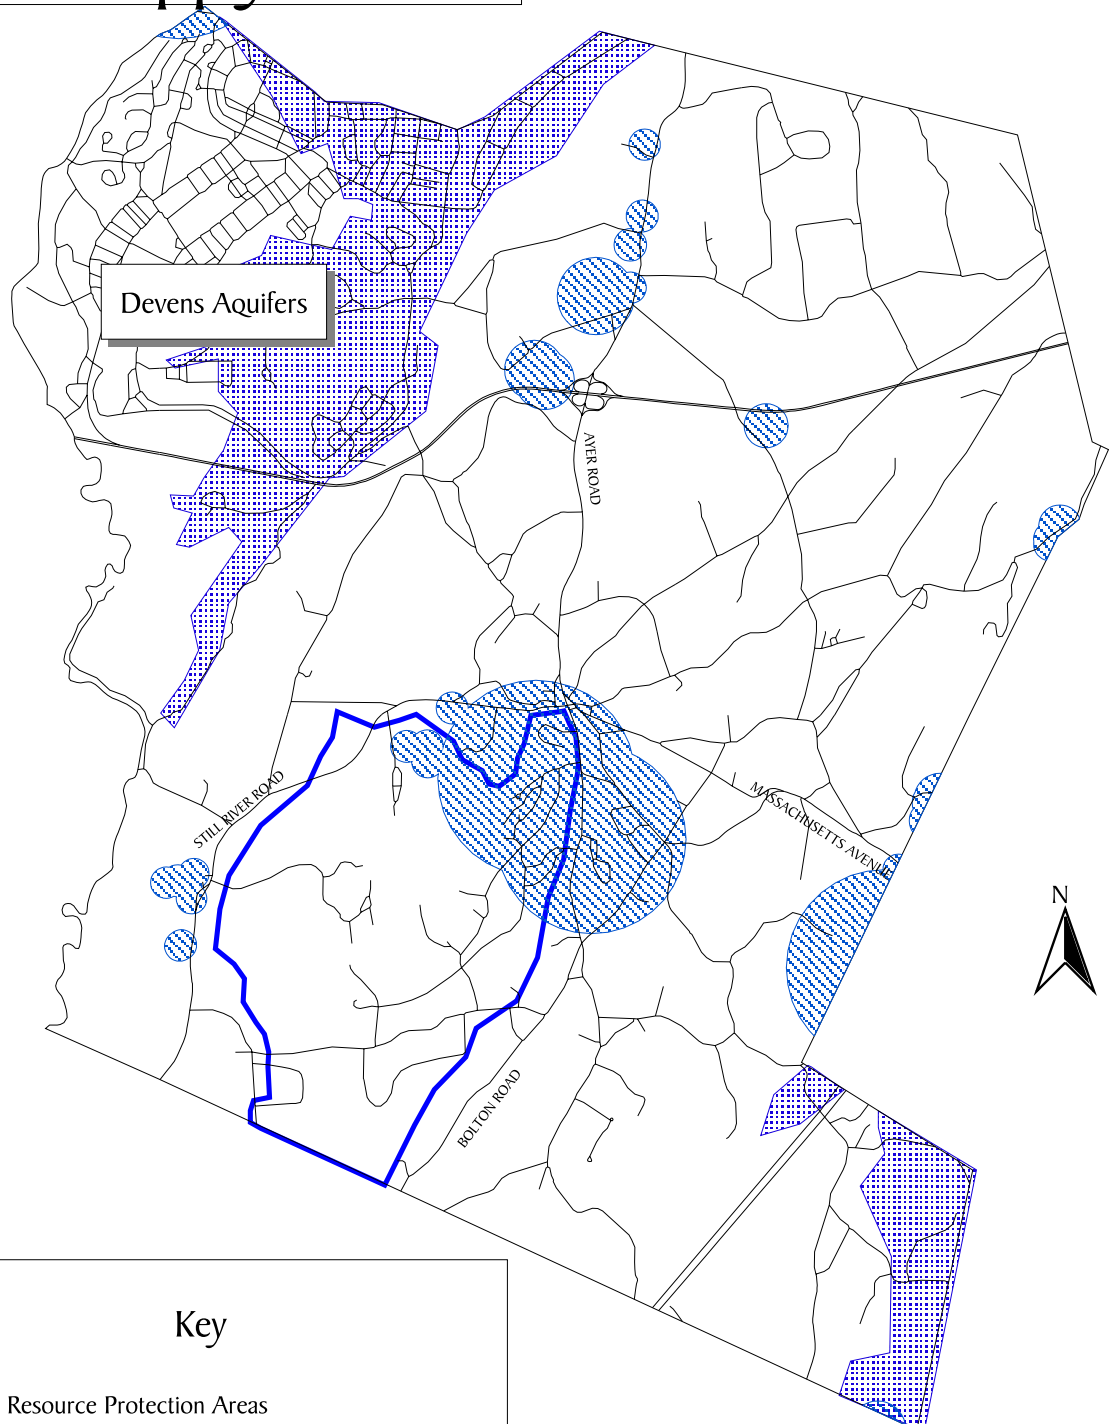 Devens Aquifers
AYER ROAD
MASSACHUSETTS AVENUE
STILL RIVER ROAD
N
BOLTON ROAD
Key
Resource Protection Areas